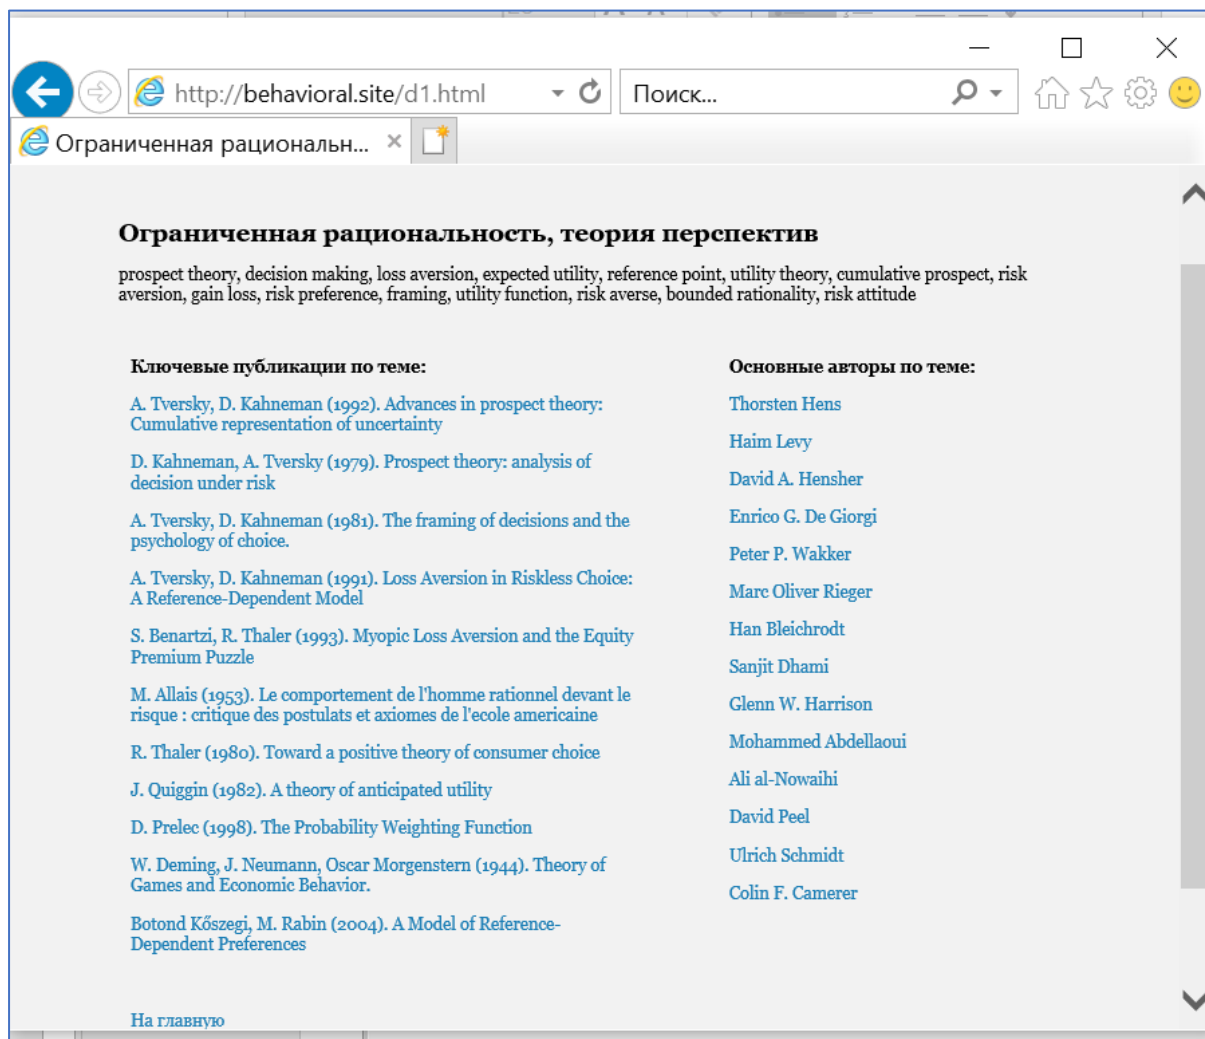 http://behavioral.site/d1.html
Поиск...
Ограниченная рациональн...
Ограниченная рациональность, теория перспектив
prospect theory, decision making, loss aversion, expected utility, reference point, utility theory, cumulative prospect, risk
aversion, gain loss, risk preference, framing, utility function, risk averse, bounded rationality, risk attitude
Ключевые публикации по теме:
A. Tversky, D. Kahneman (1992). Advances in prospect theory:
Cumulative representation of uncertainty
D. Kahneman, A. Tversky (1979). Prospect theory: analysis of
decision under risk
A. Tversky, D. Kahneman (1981). The framing of decisions and the
psychology of choice.
A. Tversky, D. Kahneman (1991). Loss Aversion in Riskless Choice:
A Reference-Dependent Model
S. Benartzi, R. Thaler (1993). Myopic Loss Aversion and the Equity
Premium Puzzle
M. Allais (1953). Le comportement de l'homme rationnel devant le
risque : critique des postulats et axiomes de l'ecole americaine
R. Thaler (1980). Toward a positive theory of consumer choice
J. Quiggin (1982). A theory of anticipated utility
D. Prelec (1998). The Probability Weighting Function
W. Deming, J. Neumann, Oscar Morgenstern (1944). Theory of
Games and Economic Behavior.
Botond Kőszegi, M. Rabin (2004). A Model of Reference-
Dependent Preferences
Основные авторы по теме:
Thorsten Hens
Haim Levy
David A. Hensher
Enrico G. De Giorgi
Peter P. Wakker
Marc Oliver Rieger
Han Bleichrodt
Sanjit Dhami
Glenn W. Harrison
Mohammed Abdellaoui
Ali al-Nowaihi
David Peel
Ulrich Schmidt
Colin F. Camerer
На главную